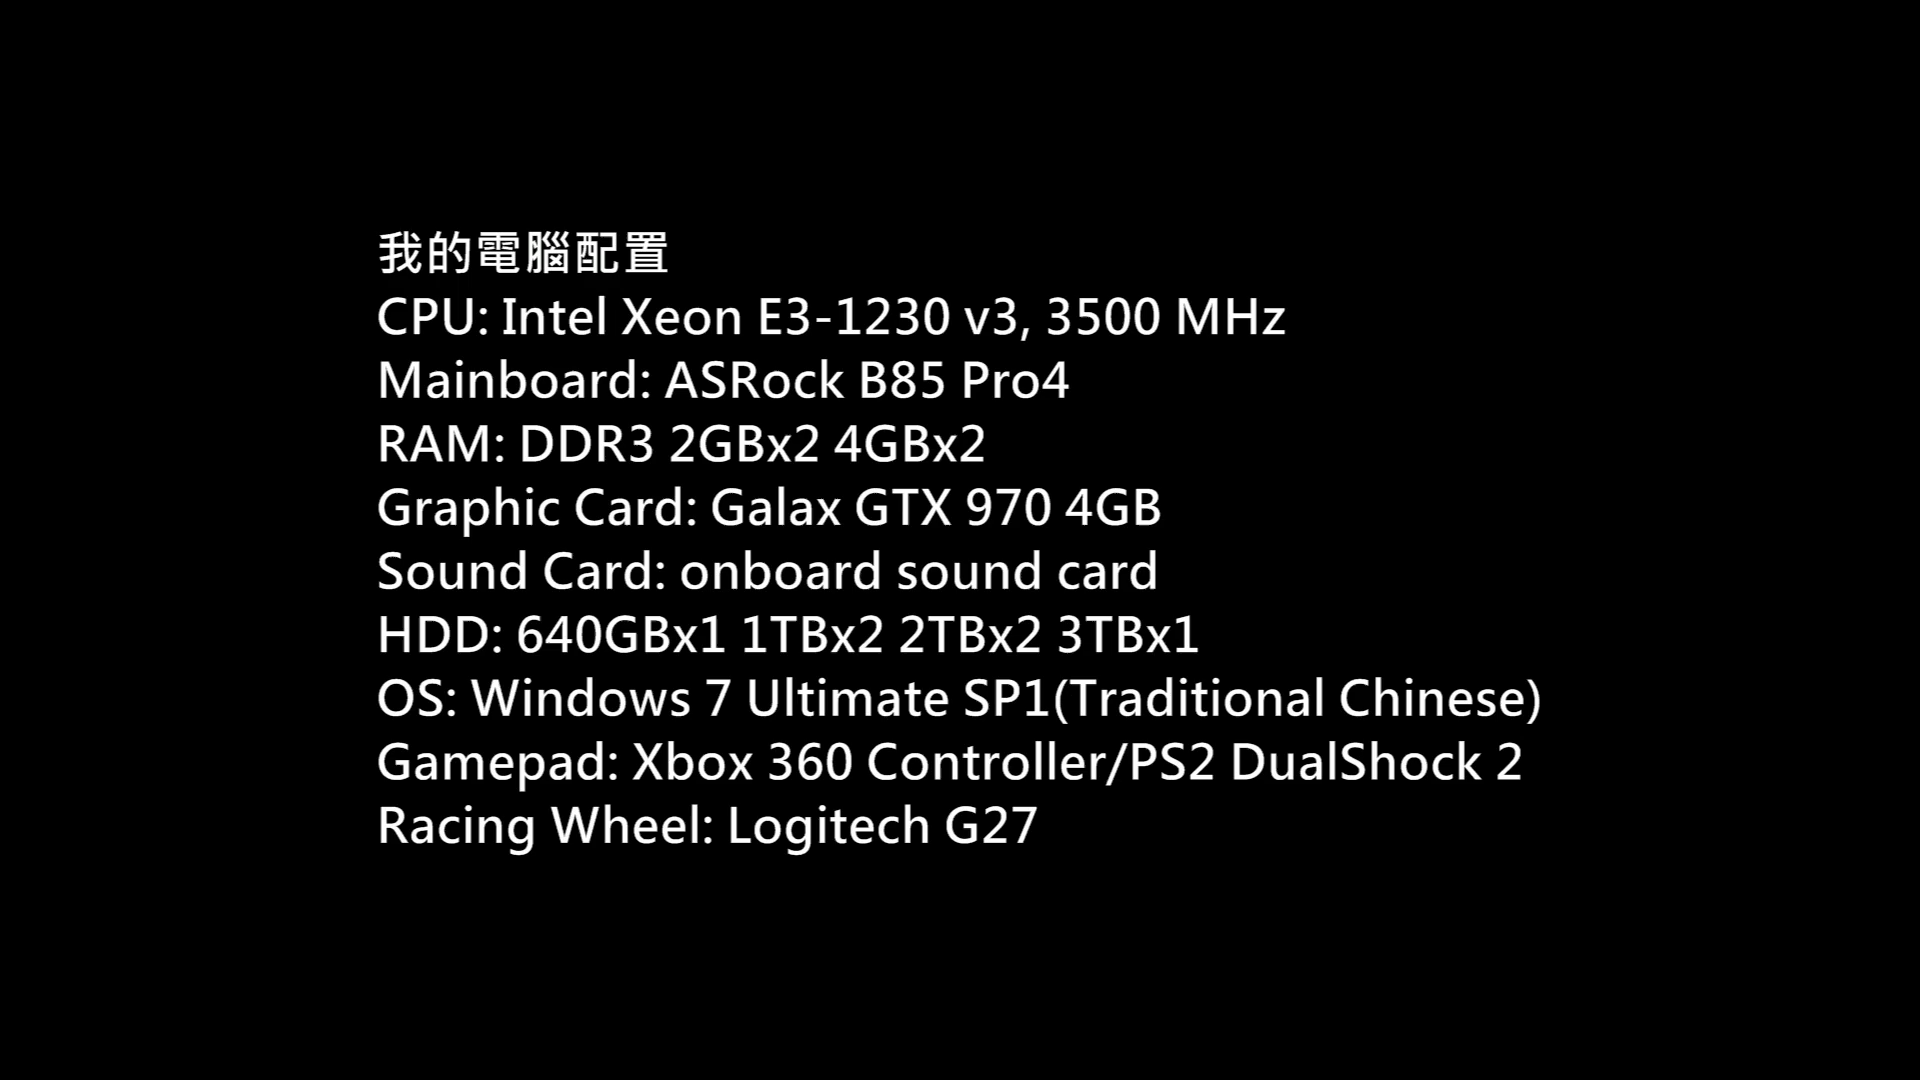 我的電腦配置
CPU: Intel Xeon E3-1230 v3, 3500 MHz
Mainboard: ASRock B85 Pro4
RAM: DDR3 2GBx2 4GBx2
Graphic Card: Galax GTX 970 4GB
Sound Card: onboard sound card
HDD: 640GBx1 1TBx2 2TBx2 3TBx1
OS: Windows 7 Ultimate SP1(Traditional Chinese)
Gamepad: Xbox 360 Controller/PS2 DualShock 2
Racing Wheel: Logitech G27